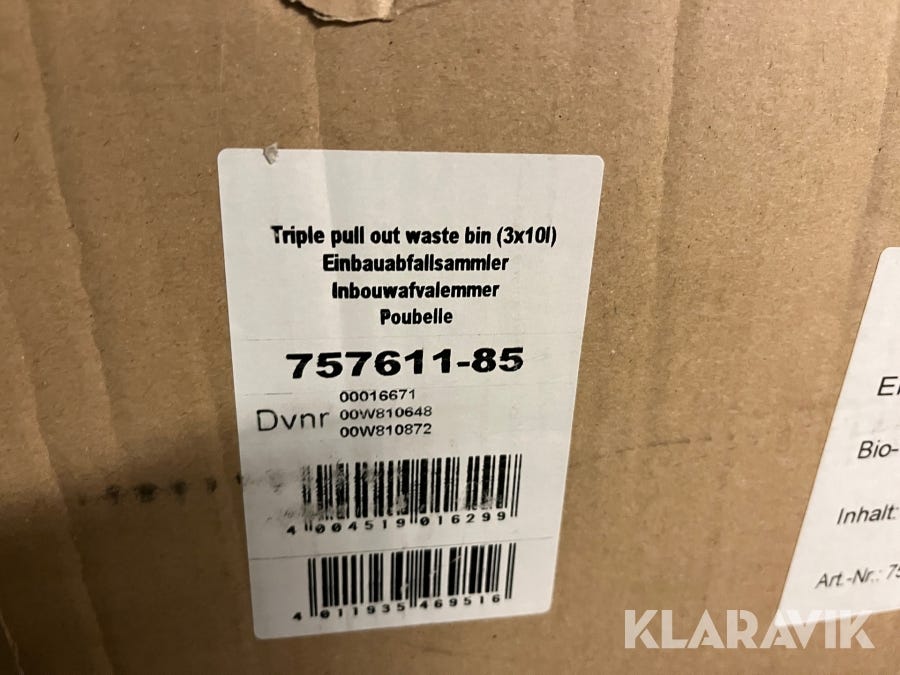 Triple pull out waste bin (3x10l)
Einbauabfallsammler
Inbouwafvalemmer
Poubelle
757611-85
Dvnr
00016671
00W810648
00W810872
4 004519 016299
4 011935 469516
Bio-
Inhalt:
Art.-Nr.: 75
KLARAVIK